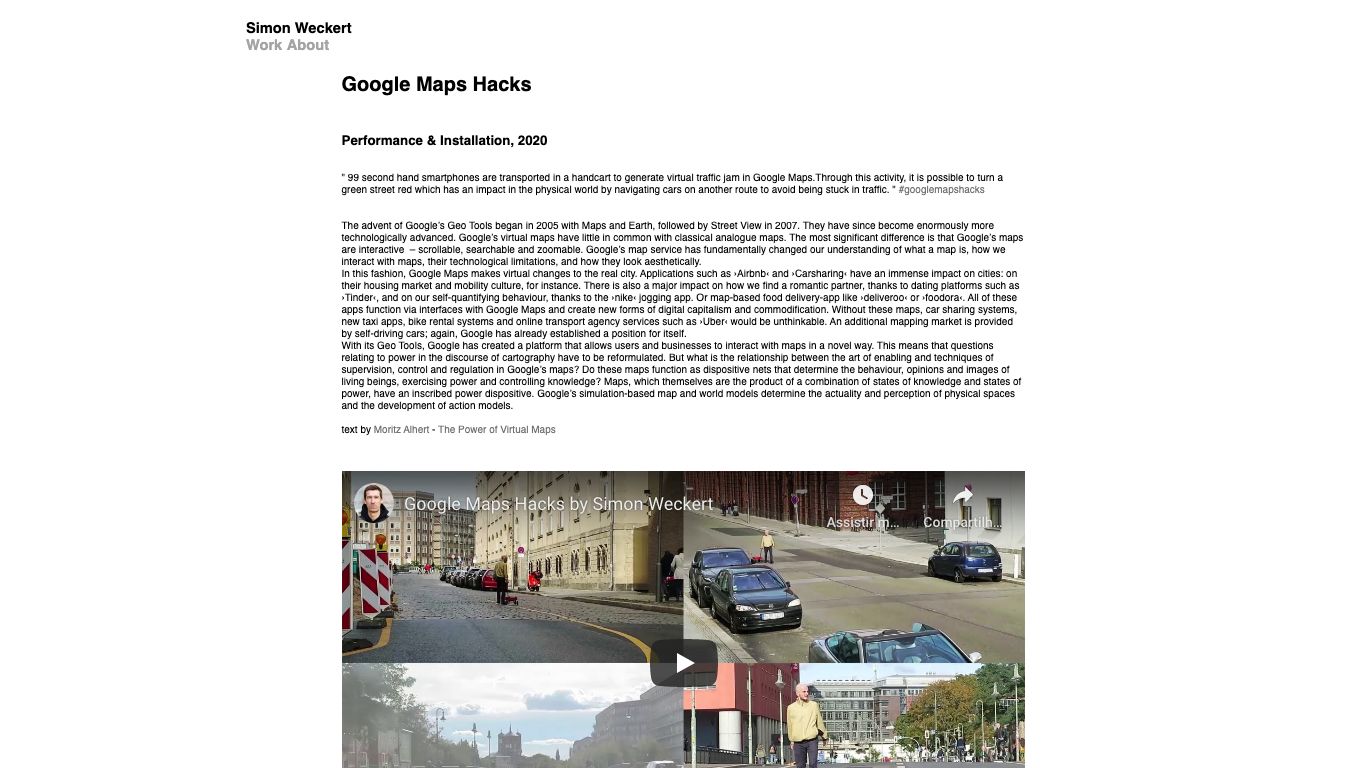 Simon Weckert
Work About
Google Maps Hacks
Performance & Installation, 2020
" 99 second hand smartphones are transported in a handcart to generate virtual traffic jam in Google Maps.Through this activity, it is possible to turn a
green street red which has an impact in the physical world by navigating cars on another route to avoid being stuck in traffic. " #googlemapshacks
The advent of Google's Geo Tools began in 2005 with Maps and Earth, followed by Street View in 2007. They have since become enormously more
technologically advanced. Google's virtual maps have little in common with classical analogue maps. The most significant difference is that Google's maps
are interactive – scrollable, searchable and zoomable. Google's map service has fundamentally changed our understanding of what a map is, how we
interact with maps, their technological limitations, and how they look aesthetically.
In this fashion, Google Maps makes virtual changes to the real city. Applications such as ›Airbnb‹ and ›Carsharing‹ have an immense impact on cities: on
their housing market and mobility culture, for instance. There is also a major impact on how we find a romantic partner, thanks to dating platforms such as
›Tinder‹, and on our self-quantifying behaviour, thanks to the ›nike‹ jogging app. Or map-based food delivery-app like ›deliveroo‹ or ›foodora‹. All of these
apps function via interfaces with Google Maps and create new forms of digital capitalism and commodification. Without these maps, car sharing systems,
new taxi apps, bike rental systems and online transport agency services such as ›Uber‹ would be unthinkable. An additional mapping market is provided
by self-driving cars; again, Google has already established a position for itself.
With its Geo Tools, Google has created a platform that allows users and businesses to interact with maps in a novel way. This means that questions
relating to power in the discourse of cartography have to be reformulated. But what is the relationship between the art of enabling and techniques of
supervision, control and regulation in Google's maps? Do these maps function as dispositive nets that determine the behaviour, opinions and images of
living beings, exercising power and controlling knowledge? Maps, which themselves are the product of a combination of states of knowledge and states of
power, have an inscribed power dispositive. Google's simulation-based map and world models determine the actuality and perception of physical spaces
and the development of action models.
text by Moritz Alhert - The Power of Virtual Maps
Google Maps Hacks by Simon Weckert
Assistir m...
Compartilh...